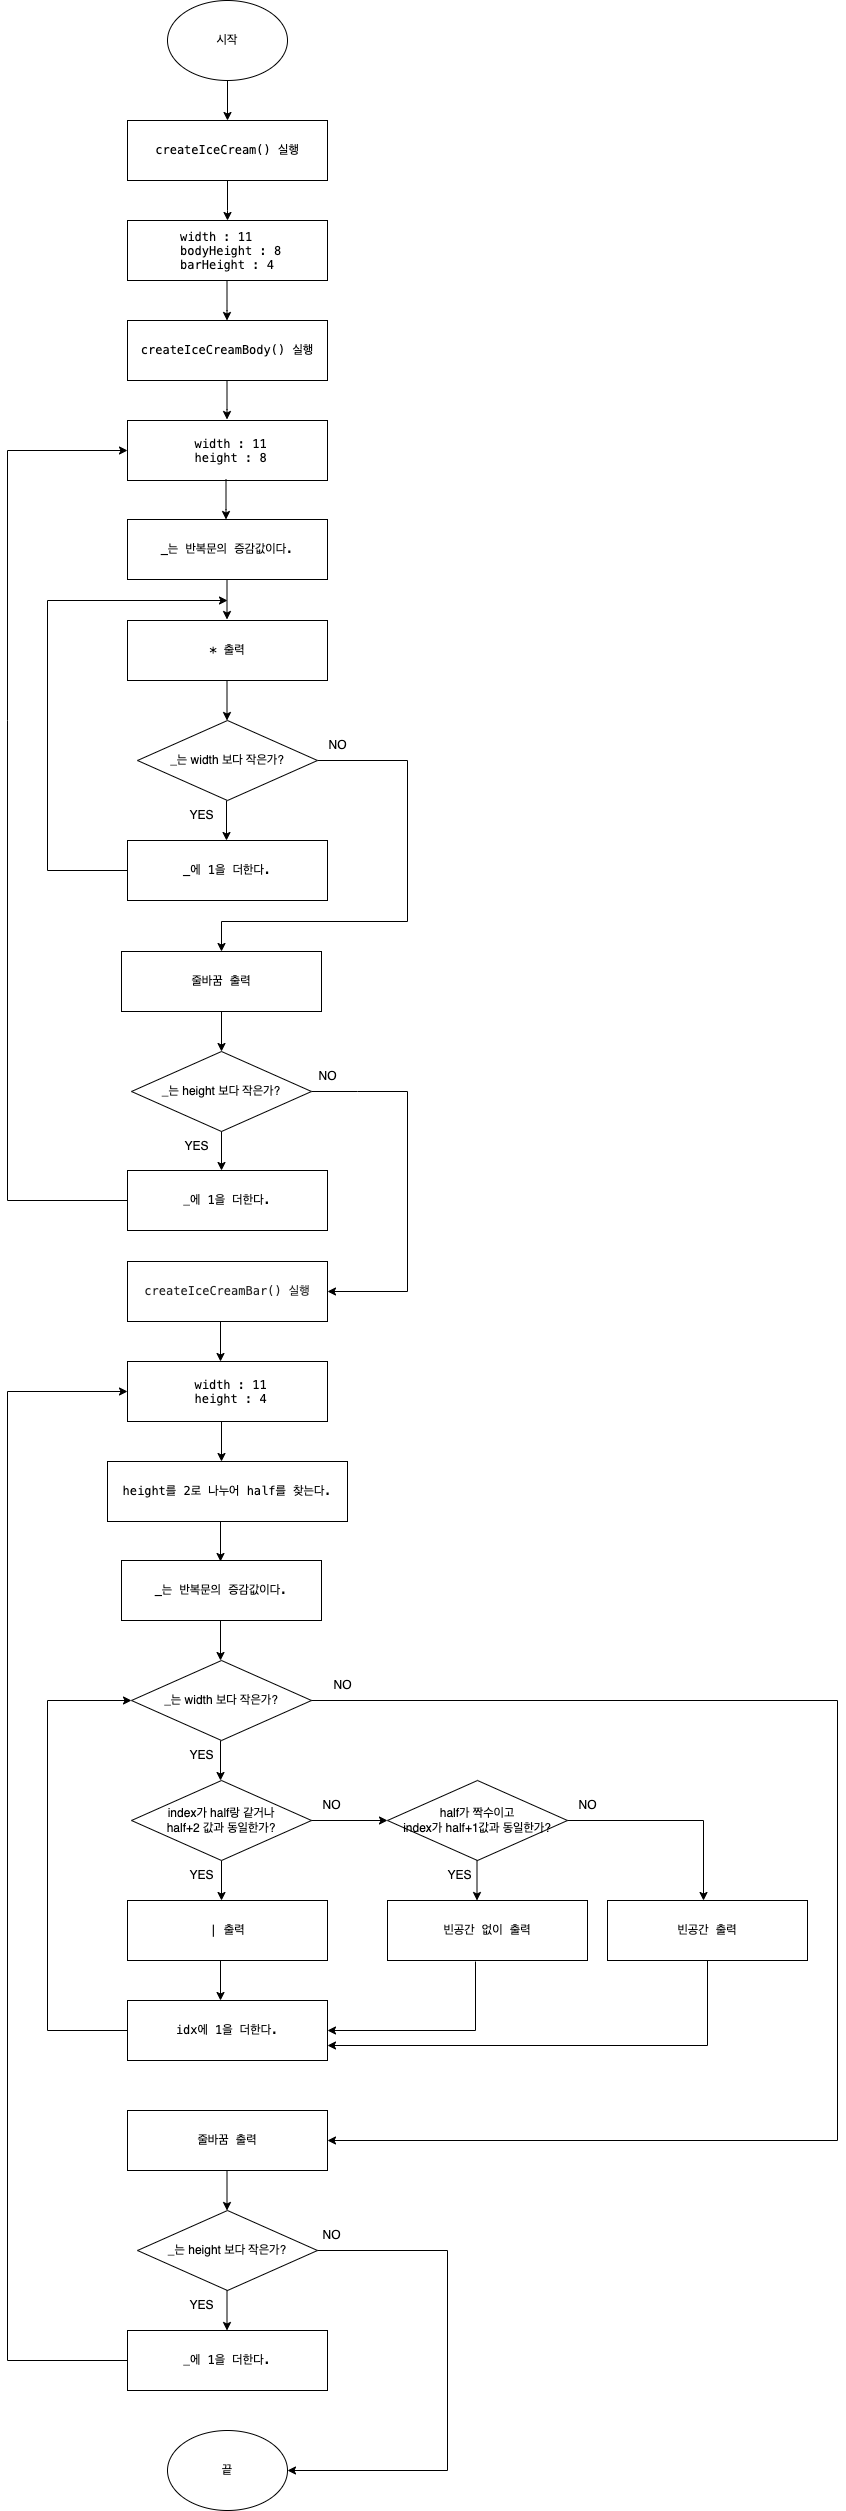 시작
createIceCream() 실행
width : 11
bodyHeight : 8
barHeight : 4
createIceCreamBody() 실행
width : 11
height : 8
_는 반복문의 증감값이다.
* 출력
_는 width 보다 작은가?
NO
YES
_에 1을 더한다.
줄바꿈 출력
_는 height 보다 작은가?
NO
YES
_에 1을 더한다.
createIceCreamBar() 실행
width : 11
height : 4
height를 2로 나누어 half를 찾는다.
_는 반복문의 증감값이다.
_는 width 보다 작은가?
NO
YES
index가 half랑 같거나
half+2 값과 동일한가?
NO
half가 짝수이고
index가 half+1값과 동일한가?
NO
YES
YES
| 출력
빈공간 없이 출력
빈공간 출력
idx에 1을 더한다.
줄바꿈 출력
_는 height 보다 작은가?
NO
YES
_에 1을 더한다.
끝